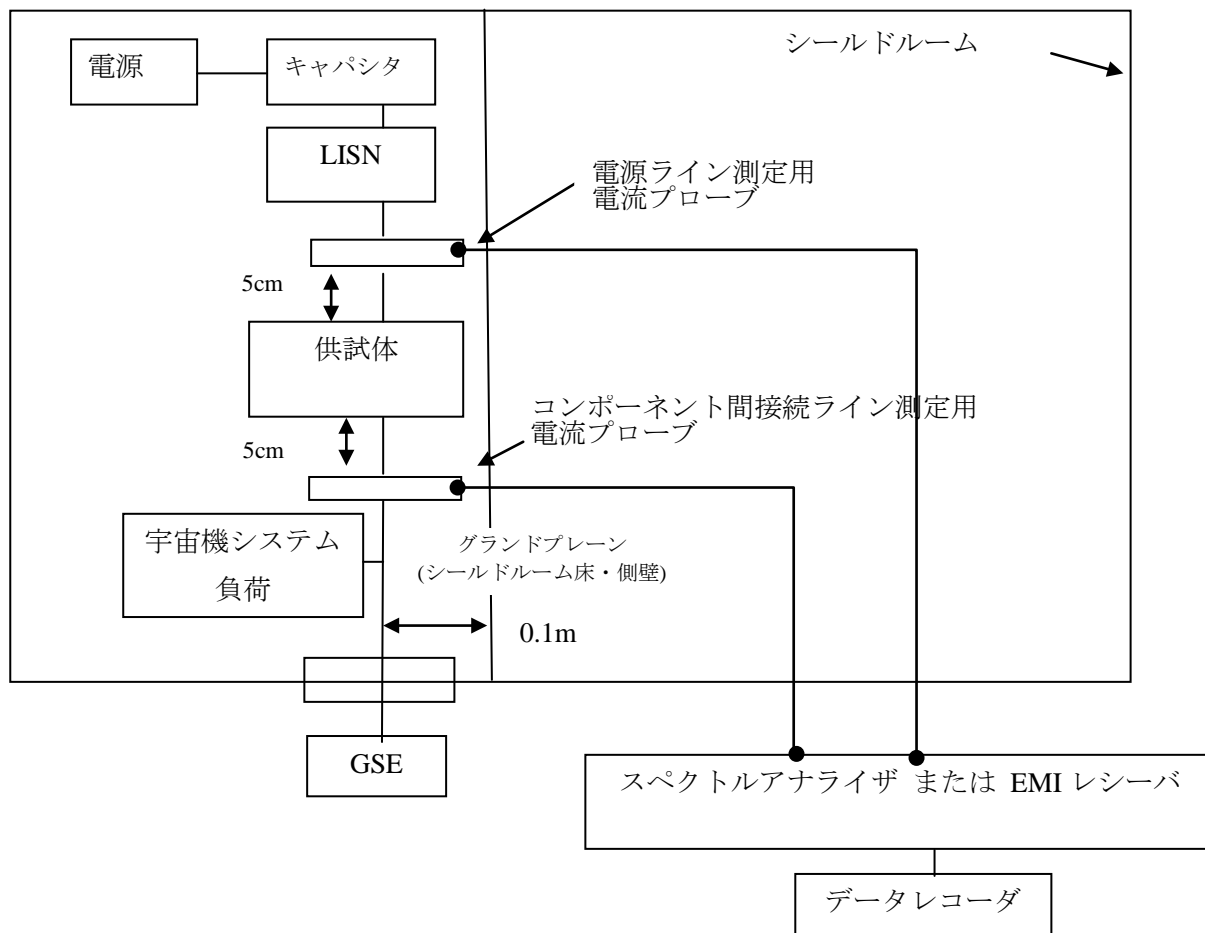 シールドルーム
電源
キャパシタ
LISN
電源ライン測定用
電流プローブ
5cm
供試体
コンポーネント間接続ライン測定用
電流プローブ
5cm
宇宙機システム
負荷
グランドプレーン
(シールドルーム床・側壁)
0.1m
GSE
スペクトルアナライザ または EMI レシーバ
データレコーダ